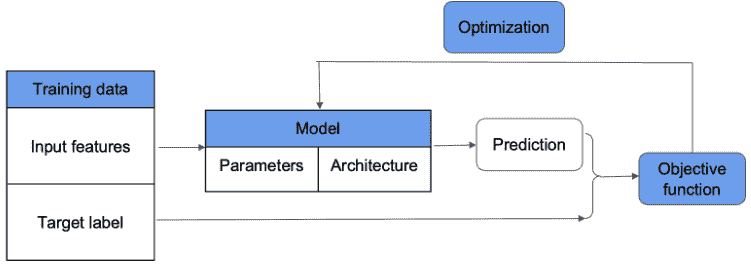 Optimization
Training data
Model
Input features
Parameters
Architecture
Prediction
Objective
function
Target label